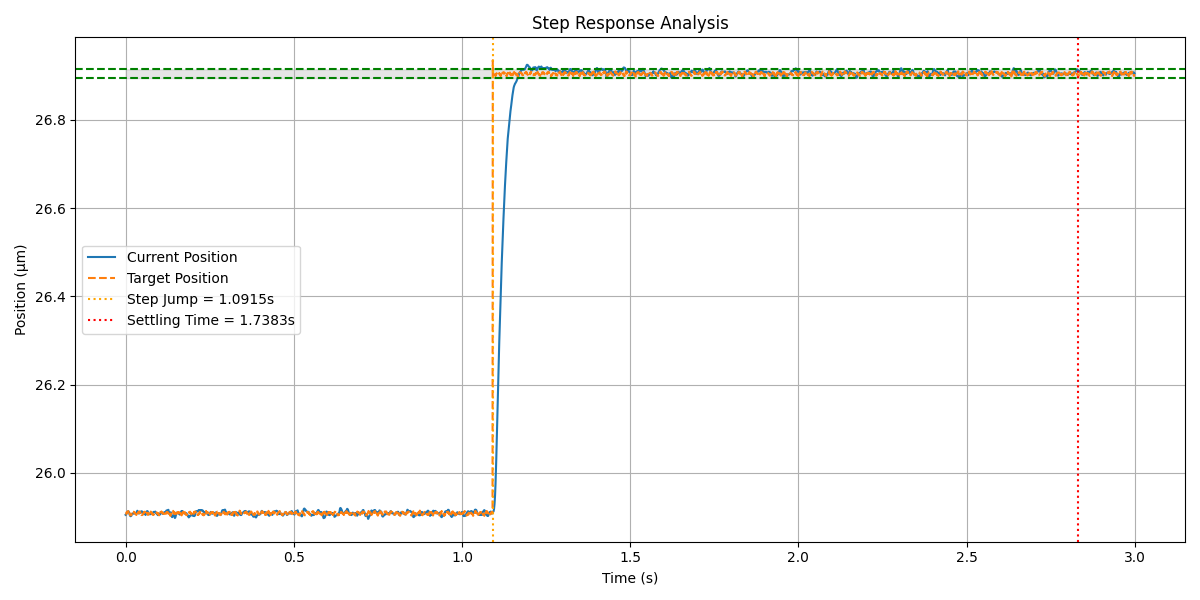 Step Response Analysis
Position (μm)
26.8
26.6
26.4
26.2
26.0
Current Position
Target Position
Step Jump = 1.0915s
Settling Time = 1.7383s
0.0 0.5 1.0 1.5 2.0 2.5 3.0
Time (s)